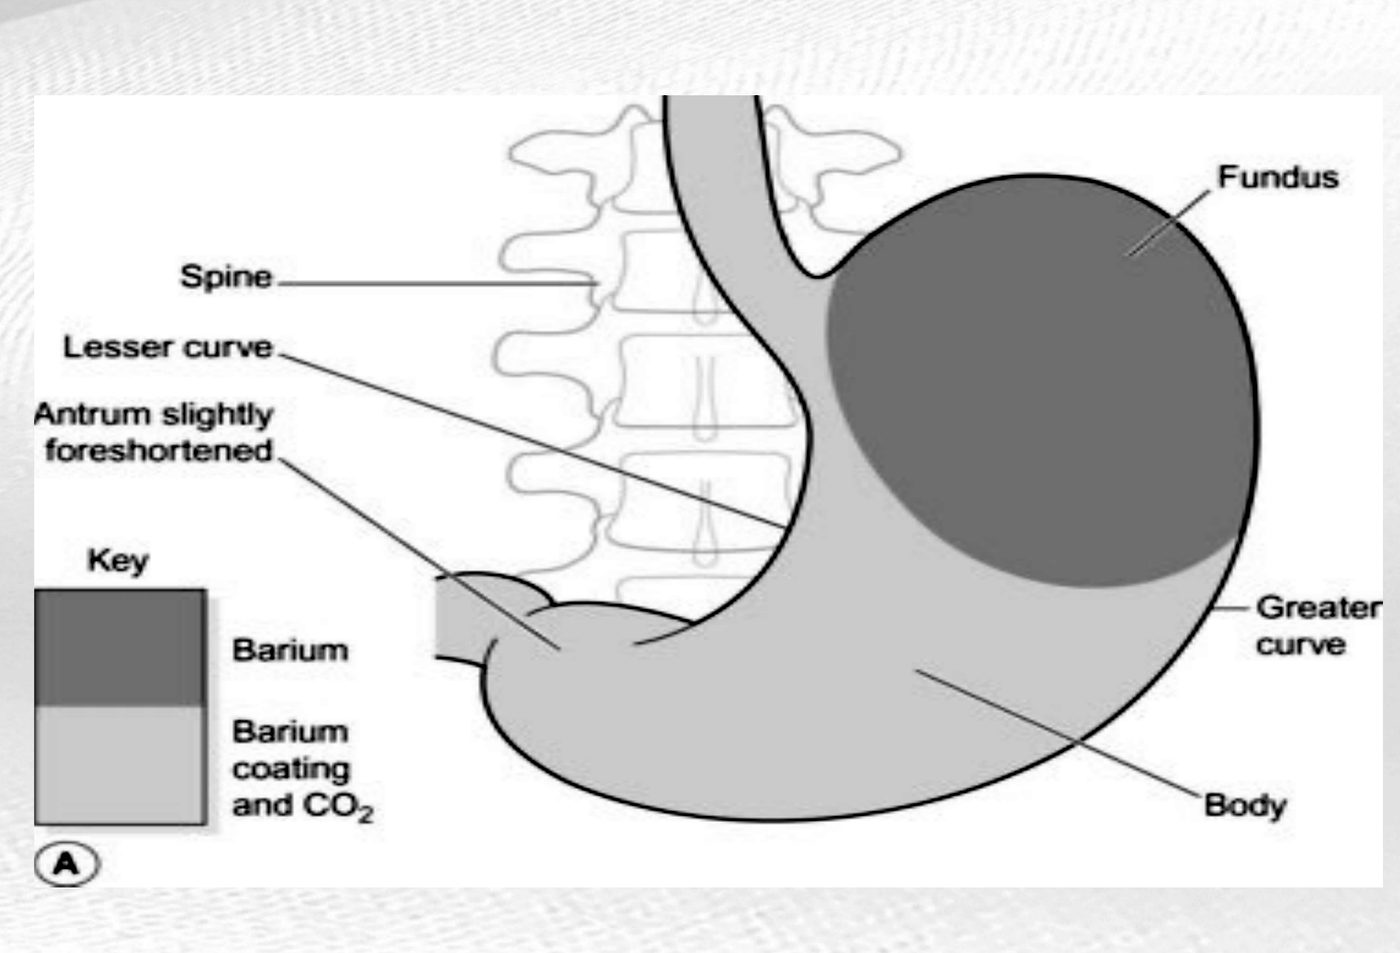 Fundus
Spine
Lesser curve
Antrum slightly
foreshortened
Key
Barium
Barium
coating
and CO₂
Greater
curve
Body
A